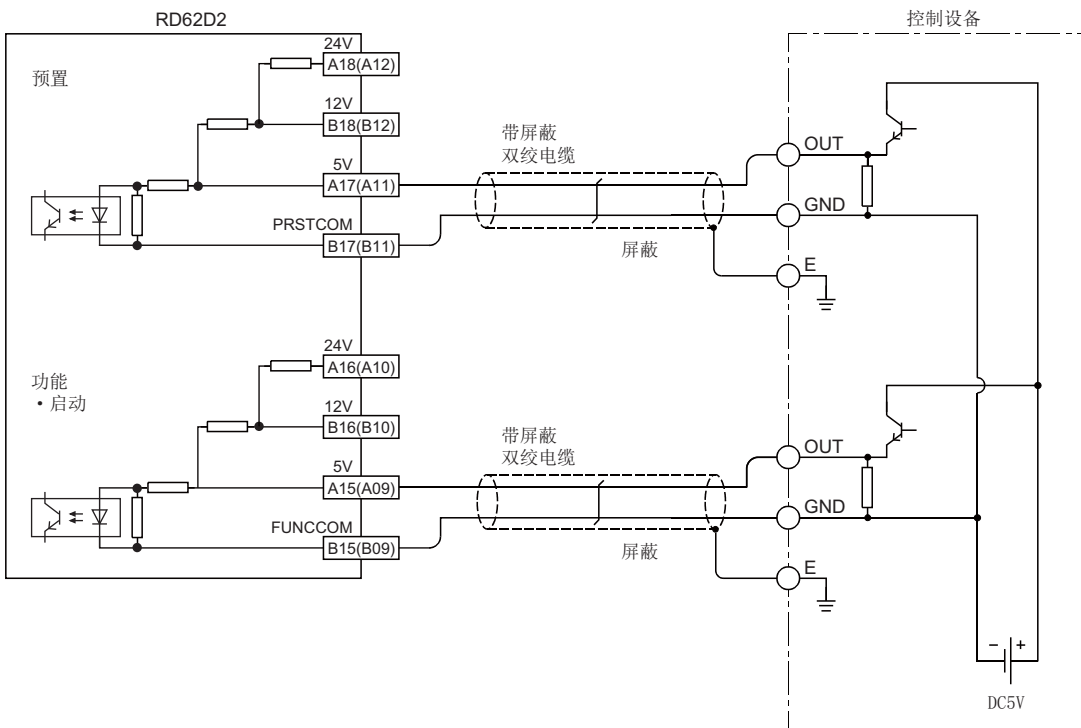 RD62D2
控制设备
预置
24V
A18(A12)
12V
B18(B12)
5V
A17(A11)
PRSTCOM
B17(B11)
带屏蔽
双绞电缆
屏蔽
OUT
GND
E
功能
•启动
24V
A16(A10)
12V
B16(B10)
5V
A15(A09)
FUNCCOM
B15(B09)
带屏蔽
双绞电缆
屏蔽
OUT
GND
E
- +
DC5V